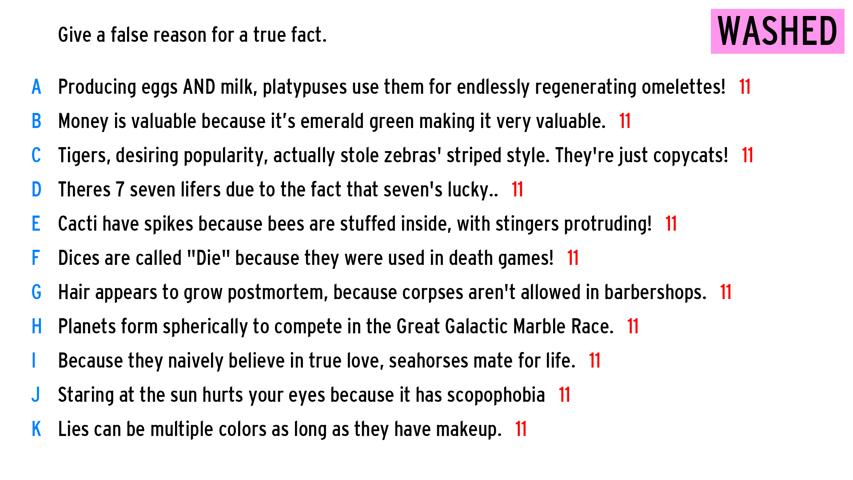 Give a false reason for a true fact.
WASHED
A Producing eggs AND milk, platypuses use them for endlessly regenerating omelettes! 11
B Money is valuable because it's emerald green making it very valuable. 11
C Tigers, desiring popularity, actually stole zebras' striped style. They're just copycats! 11
D Theres 7 seven lifers due to the fact that seven's lucky.. 11
E Cacti have spikes because bees are stuffed inside, with stingers protruding! 11
F Dices are called "Die" because they were used in death games! 11
G Hair appears to grow postmortem, because corpses aren't allowed in barbershops. 11
H Planets form spherically to compete in the Great Galactic Marble Race. 11
I Because they naively believe in true love, seahorses mate for life. 11
J Staring at the sun hurts your eyes because it has scopophobia 11
K Lies can be multiple colors as long as they have makeup. 11